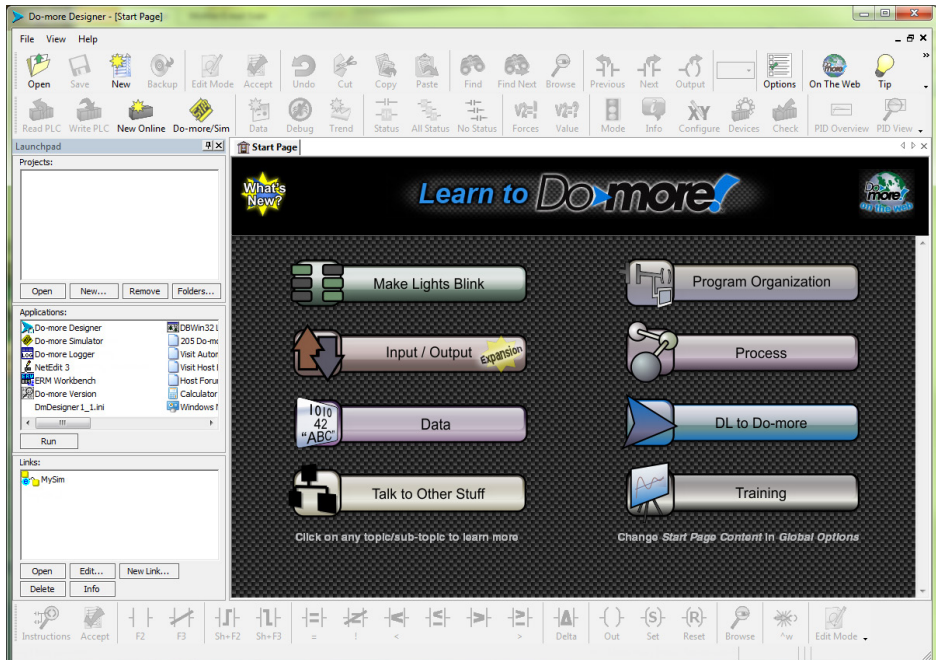 Do-more Designer - [Start Page]
File View Help
Open Save New Backup Edit Mode Accept Undo Cut Copy Paste Find Find Next Browse Previous Next Output Options On The Web Tip
Read PLC Write PLC New Online Do-more/Sim Data Debug Trend Status All Status No Status Forces Value Mode Info Configure Devices Check PID Overview PID View
Launchpad
Start Page
Projects:
Open New... Remove Folders...
Applications:
Do-more Designer
Do-more Simulator
Do-more Logger
NetEdit 3
ERM Workbench
Do-more Version
DmDesigner1_1.ini
DBWin32 L
205 Do-mo
Visit Autor
Visit Host
Host Forur
Calculator
Windows
Run
Links:
MySim
Open Edit... New Link...
Delete Info
What's New?
Learn to Do-more!
Do-more! on the Web
Make Lights Blink
Input / Output Expansion
1010 42 "ABC" Data
Talk to Other Stuff
Click on any topic/sub-topic to learn more
Program Organization
Process
DL to Do-more
Training
Change Start Page Content in Global Options
Instructions Accept F2 F3 Sh+F2 Sh+F3 = ! < > Delta Out Set Reset Browse ^w Edit Mode